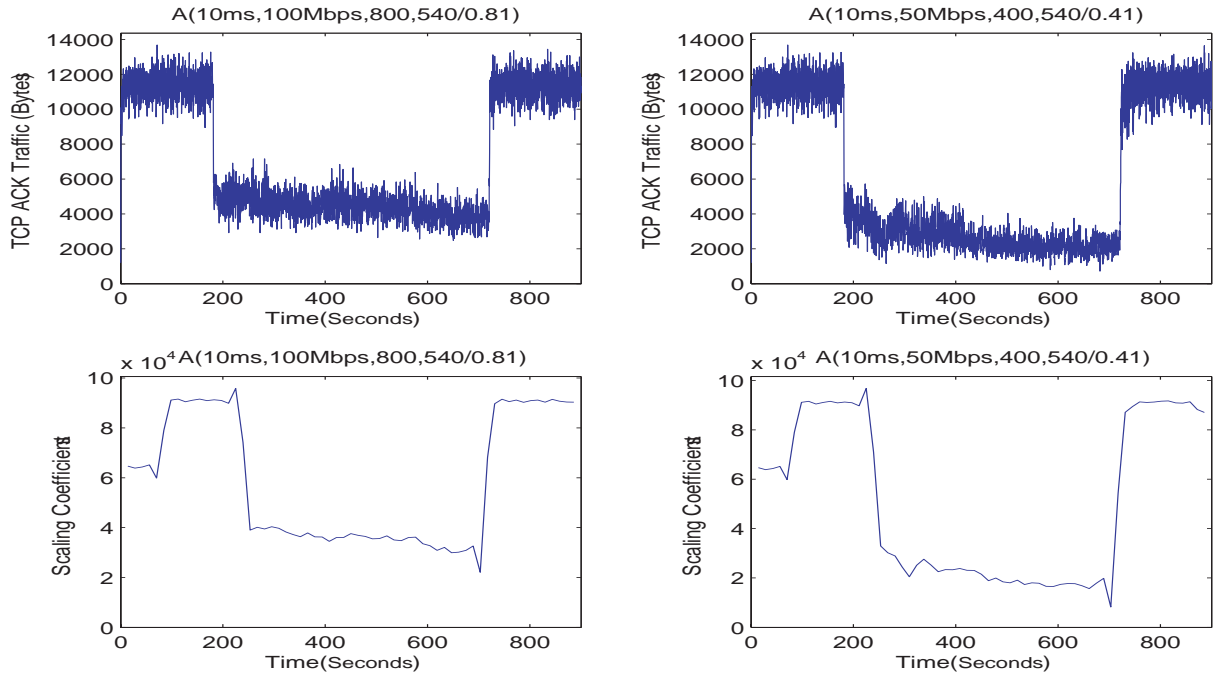 A(10ms,100Mbps,800,540/0.81)
TCP ACK Traffic (Bytes)
14000
12000
10000
8000
6000
4000
2000
0
0 200 400 600 800
Time(Seconds)
A(10ms,50Mbps,400,540/0.41)
TCP ACK Traffic (Bytes)
14000
12000
10000
8000
6000
4000
2000
0
0 200 400 600 800
Time(Seconds)
x 10⁴ A(10ms,100Mbps,800,540/0.81)
Scaling Coefficients
10
8
6
4
2
0
0 200 400 600 800
Time(Seconds)
x 10⁴ A(10ms,50Mbps,400,540/0.41)
Scaling Coefficients
10
8
6
4
2
0
0 200 400 600 800
Time(Seconds)